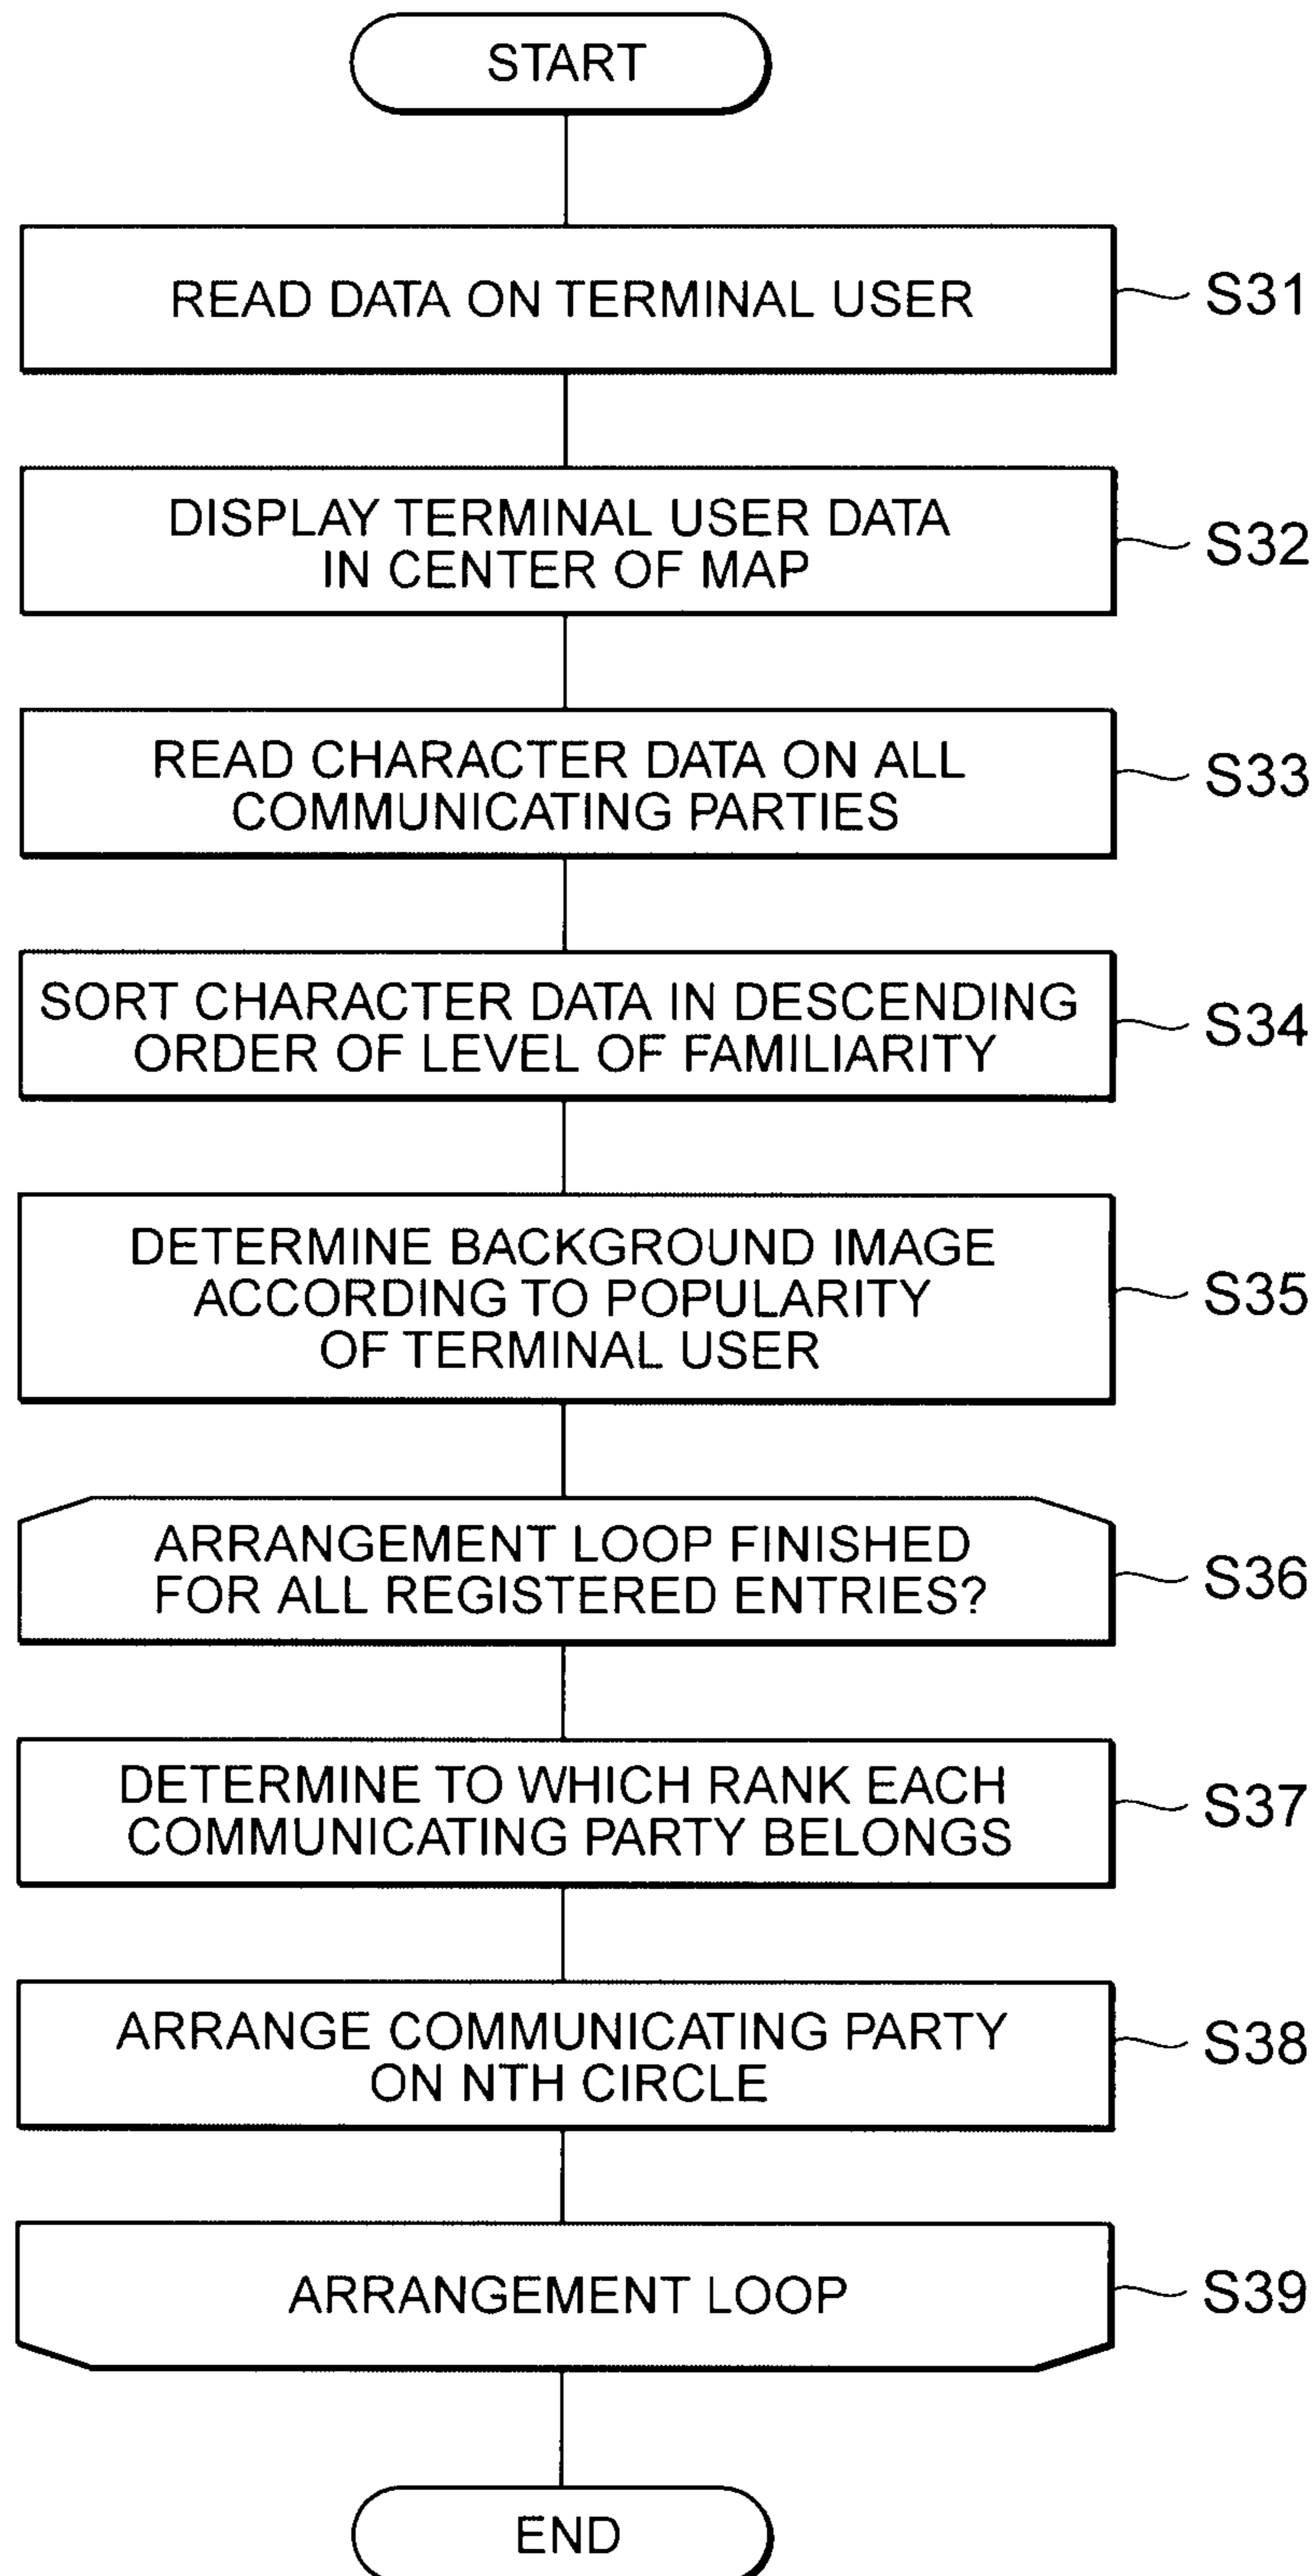 START
READ DATA ON TERMINAL USER
S31
DISPLAY TERMINAL USER DATA
IN CENTER OF MAP
S32
READ CHARACTER DATA ON ALL
COMMUNICATING PARTIES
S33
SORT CHARACTER DATA IN DESCENDING
ORDER OF LEVEL OF FAMILIARITY
S34
DETERMINE BACKGROUND IMAGE
ACCORDING TO POPULARITY
OF TERMINAL USER
S35
ARRANGEMENT LOOP FINISHED
FOR ALL REGISTERED ENTRIES?
S36
DETERMINE TO WHICH RANK EACH
COMMUNICATING PARTY BELONGS
S37
ARRANGE COMMUNICATING PARTY
ON NTH CIRCLE
S38
ARRANGEMENT LOOP
S39
END